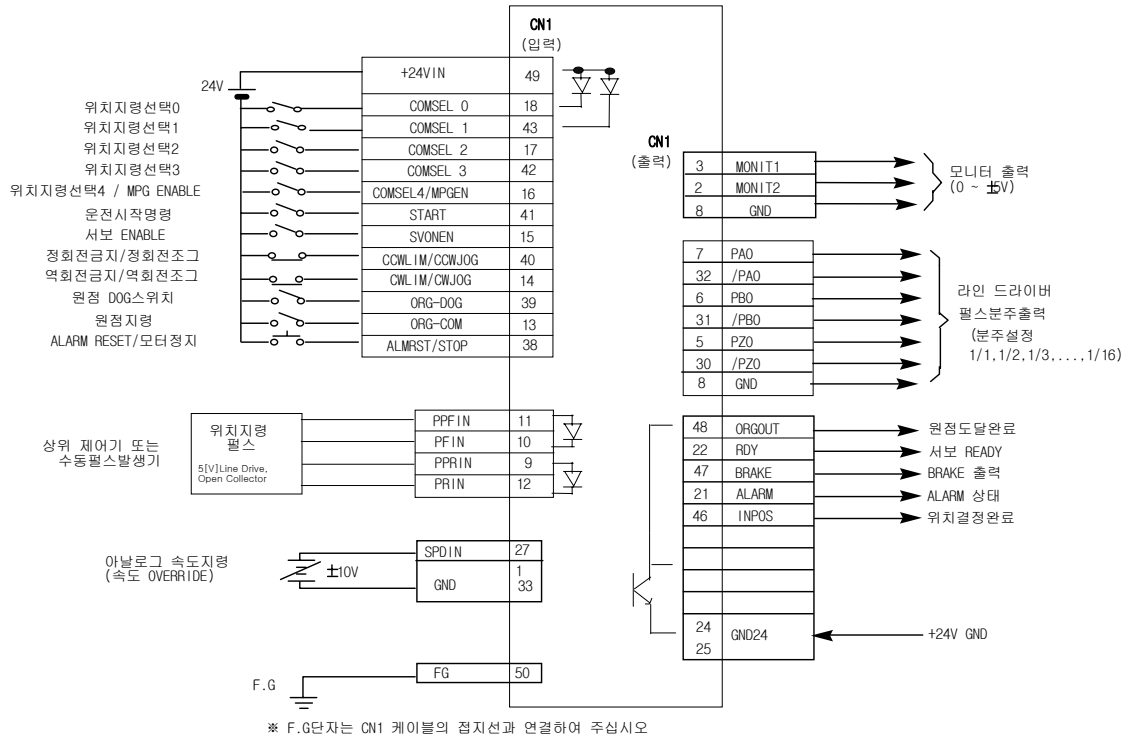 CN1
(입력)
24V
+24VIN 49
위치지령선택0 COMSEL 0 18
위치지령선택1 COMSEL 1 43
위치지령선택2 COMSEL 2 17
위치지령선택3 COMSEL 3 42
위치지령선택4 / MPG ENABLE COMSEL4/MPGEN 16
운전시작명령 START 41
서보 ENABLE SVONEN 15
정회전금지/정회전조그 CCWLIM/CCWJOG 40
역회전금지/역회전조그 CWLIM/CWJOG 14
원점 DOG스위치 ORG-DOG 39
원점지령 ORG-COM 13
ALARM RESET/모터정지 ALMRST/STOP 38
상위 제어기 또는
수동펄스발생기
위치지령
펄스
5[V]Line Drive,
Open Collector
PPFIN 11
PFIN 10
PPRIN 9
PRIN 12
아날로그 속도지령
(속도 OVERRIDE)
±10V
SPDIN 27
GND 1
33
F.G
FG 50
CN1
(출력)
3 MONIT1
2 MONIT2
8 GND
모니터 출력
(0 ~ ±5V)
7 PAO
32 /PAO
6 PBO
31 /PBO
5 PZO
30 /PZO
8 GND
라인 드라이버
펄스분주출력
(분주설정
1/1,1/2,1/3,...,1/16)
48 ORGOUT 원점도달완료
22 RDY 서보 READY
47 BRAKE BRAKE 출력
21 ALARM ALARM 상태
46 INPOS 위치결정완료
24
25
GND24 +24V GND
※ F.G단자는 CN1 케이블의 접지선과 연결하여 주십시오